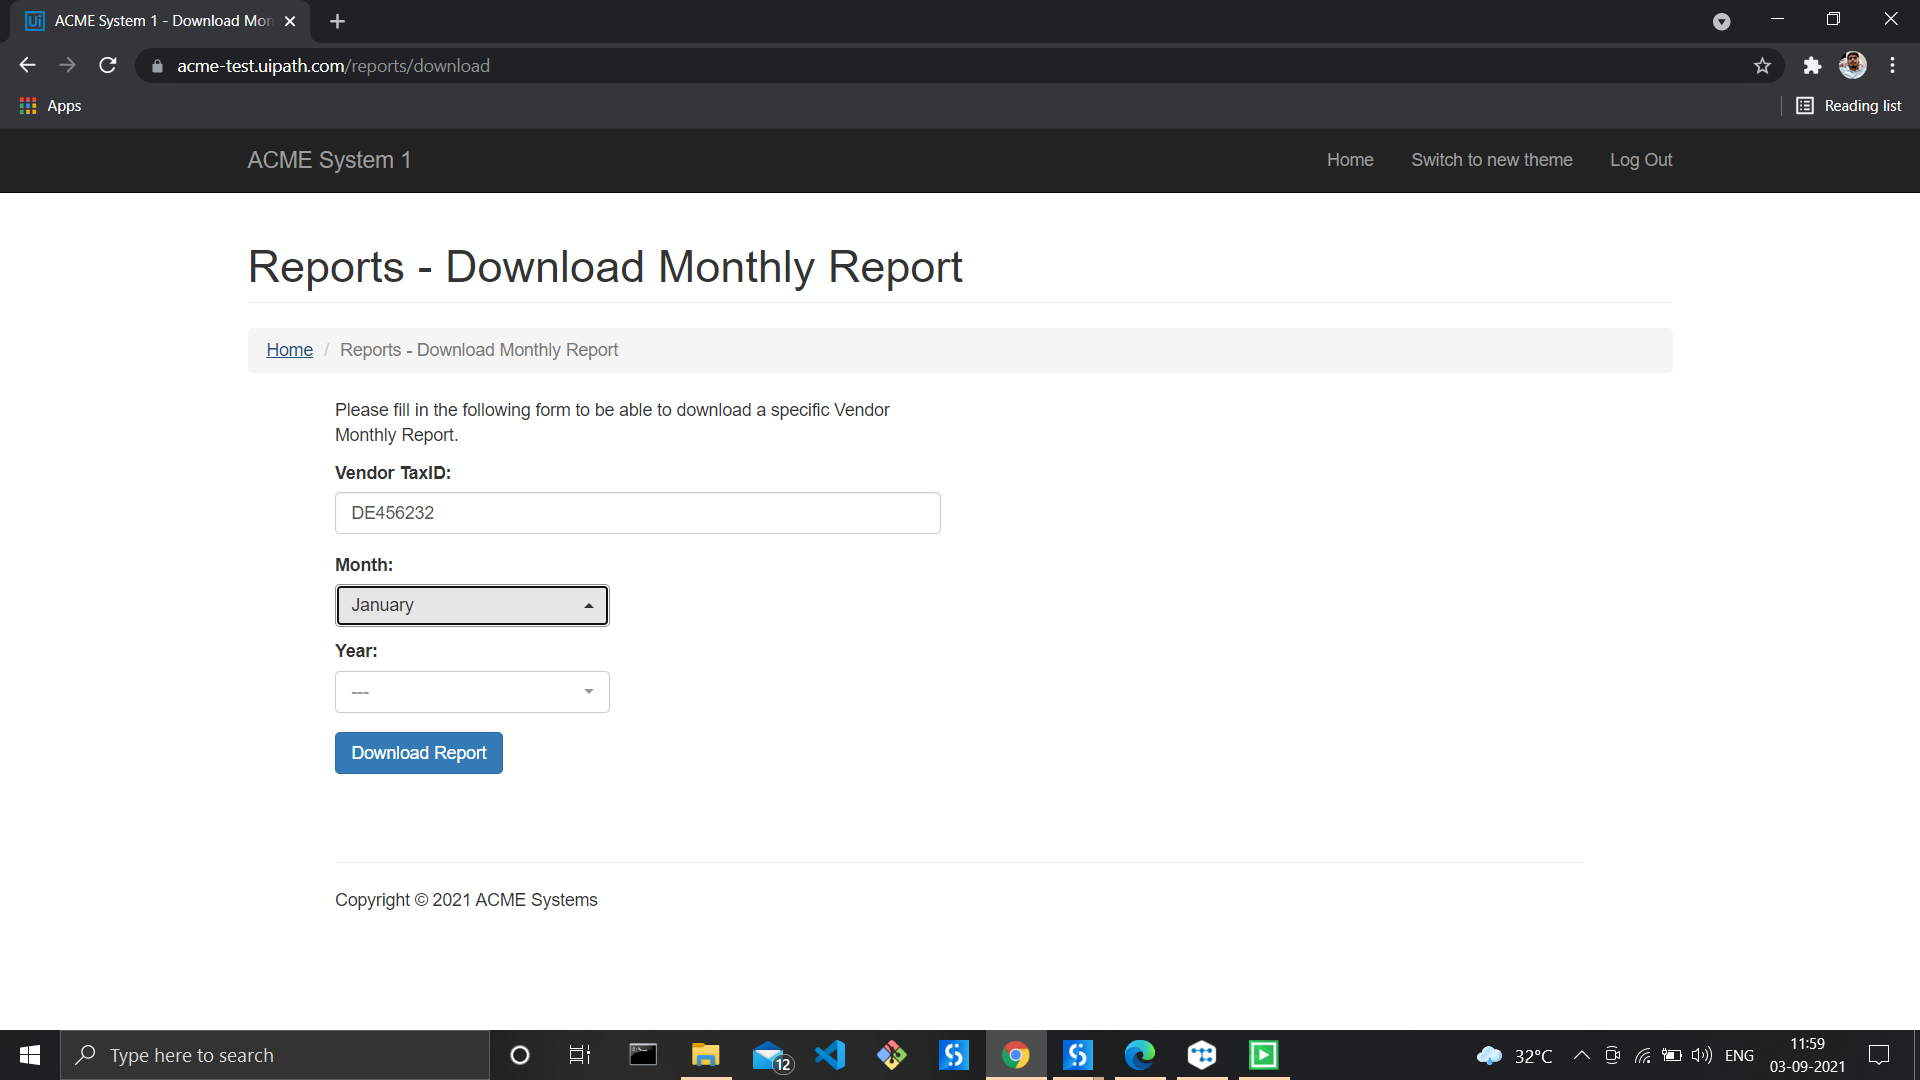 ACME System 1 - Download Mon
acme-test.uipath.com/reports/download
Apps
Reading list
ACME System 1
Home
Switch to new theme
Log Out
Reports - Download Monthly Report
Home / Reports - Download Monthly Report
Please fill in the following form to be able to download a specific Vendor
Monthly Report.
Vendor TaxID:
DE456232
Month:
January
Year:
---
Download Report
Copyright © 2021 ACME Systems
Type here to search
12
32°C
ENG
11:59
03-09-2021